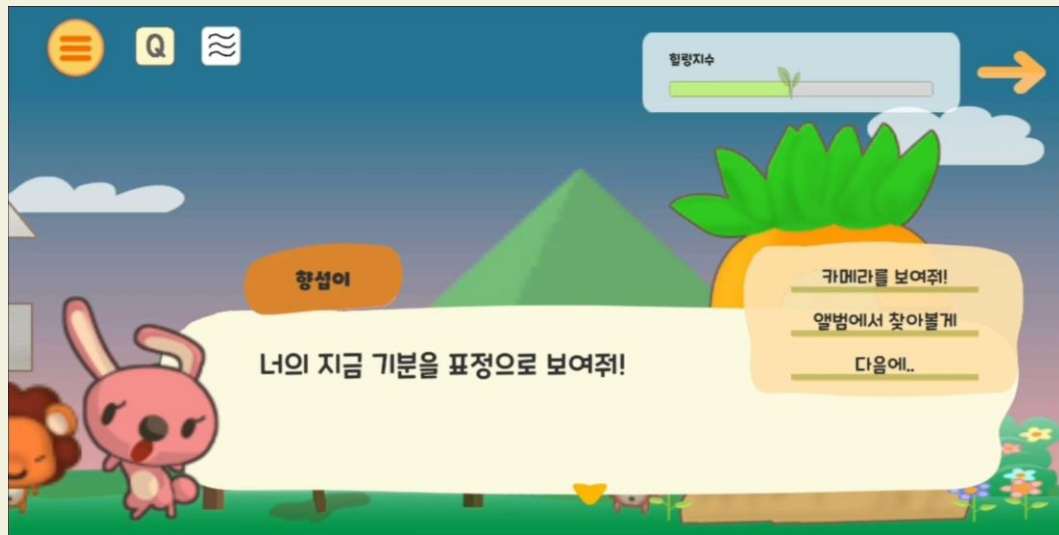 Q
힐링지수
향섭이
너의 지금 기분을 표정으로 보여줘!
카메라를 보여줘!
앨범에서 찾아볼게
다음에..